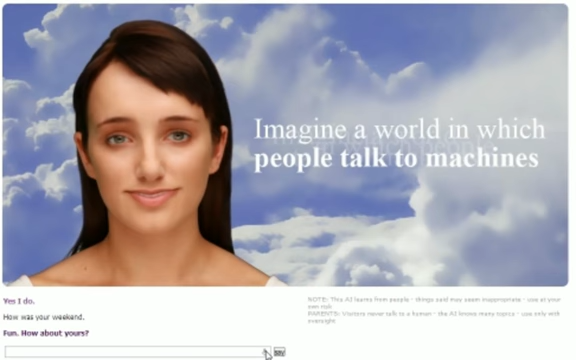 Imagine a world in which
people talk to machines
Yes I do.
How was your weekend.
Fun. How about yours?
NOTE: This AI learns from people - things said may seem inappropriate - use at your
own risk
PARENTS: Visitors never talk to a human - the AI knows many topics - use only with
oversight